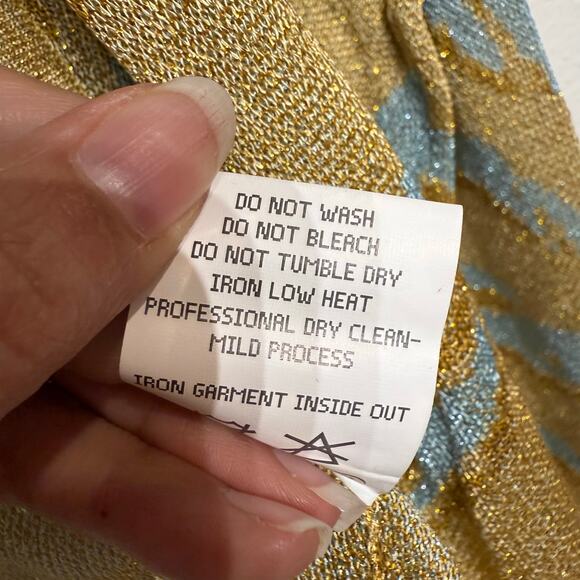 DO NOT WASH
DO NOT BLEACH
DO NOT TUMBLE DRY
IRON LOW HEAT
PROFESSIONAL DRY CLEAN-
MILD PROCESS
IRON GARMENT INSIDE OUT